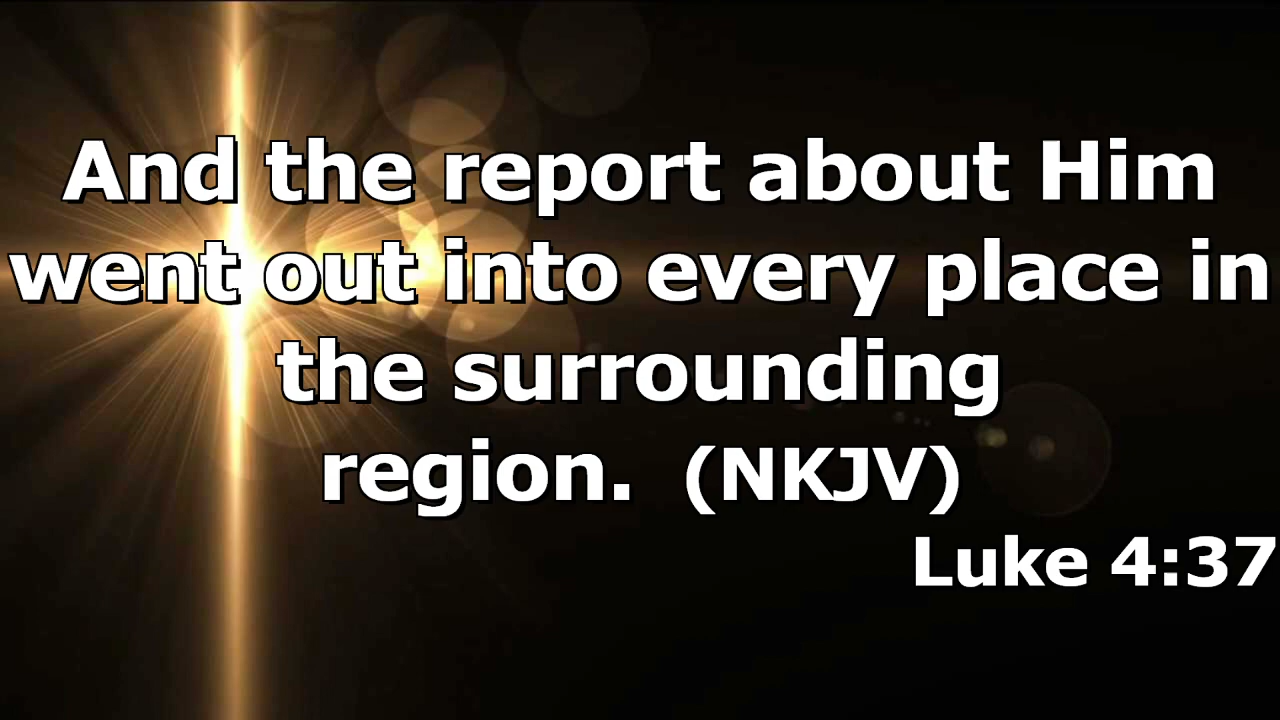 And the report about Him
went out into every place in
the surrounding
region.  (NKJV)
Luke 4:37